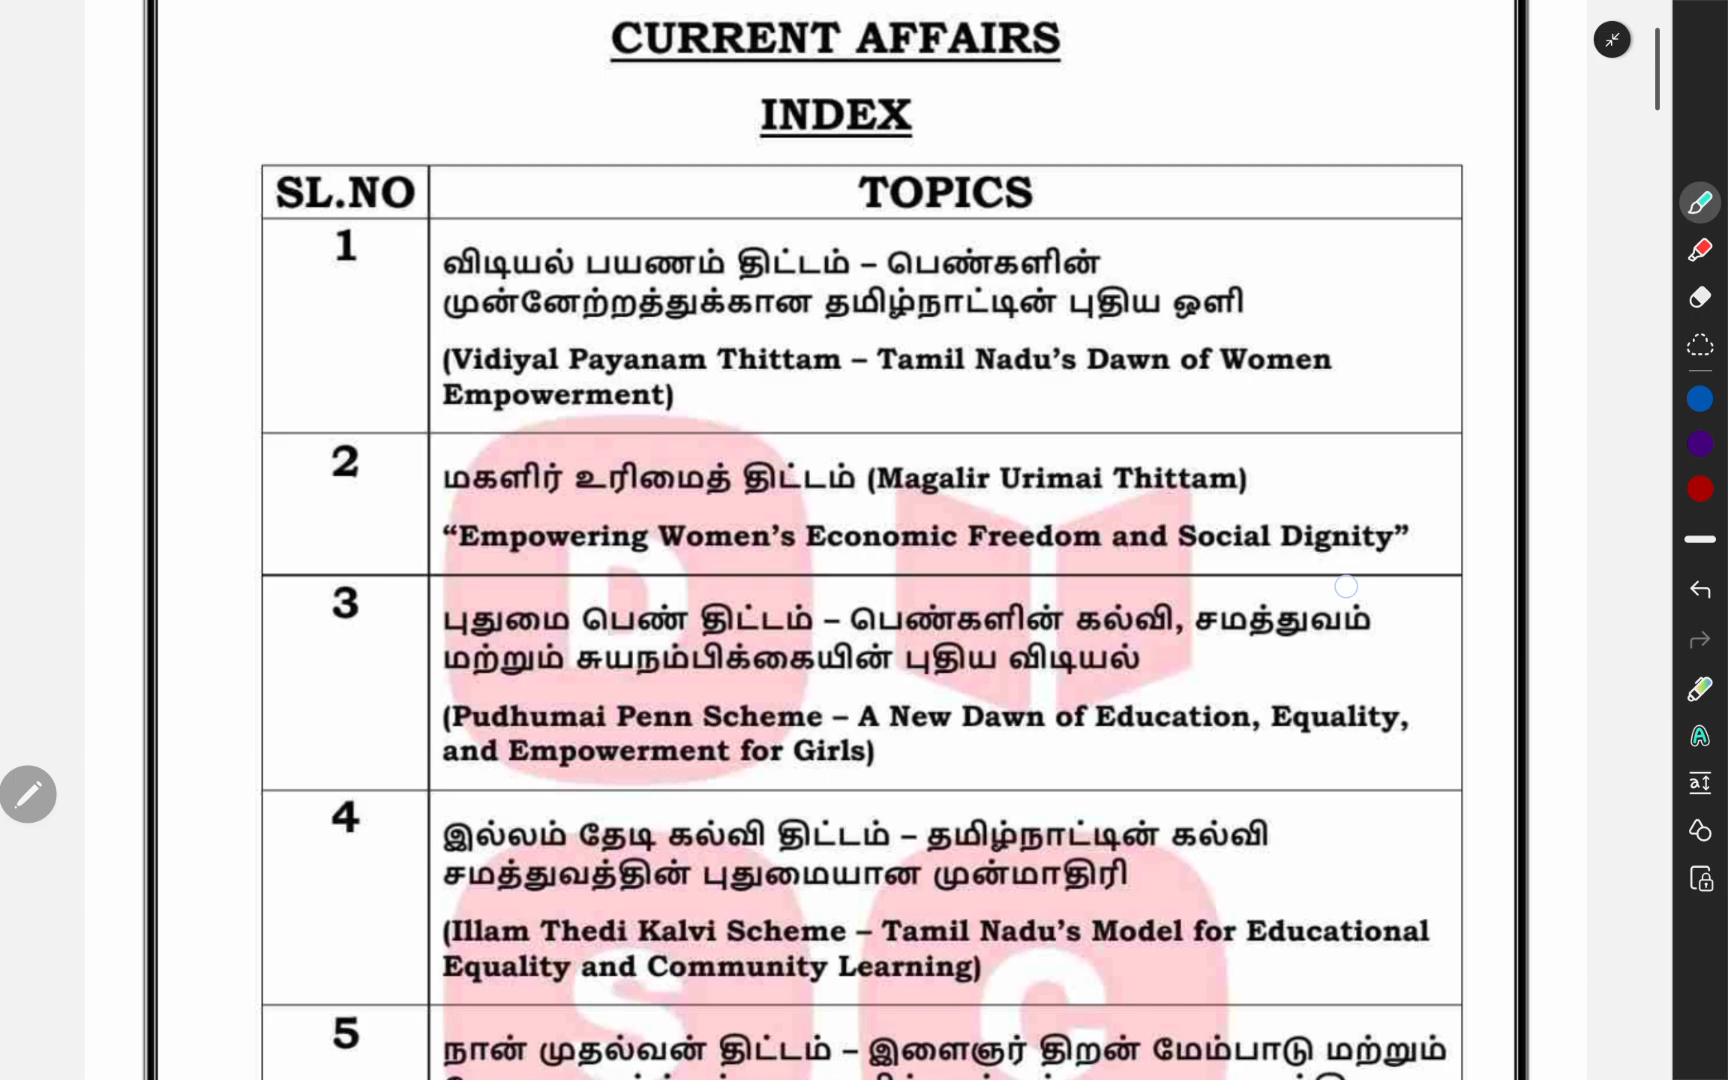 CURRENT AFFAIRS
INDEX
SL.NO TOPICS
1
விடியல் பயணம் திட்டம் – பெண்களின்
முன்னேற்றத்துக்கான தமிழ்நாட்டின் புதிய ஒளி
(Vidiyal Payanam Thittam – Tamil Nadu’s Dawn of Women
Empowerment)
2
மகளிர் உரிமைத் திட்டம் (Magalir Urimai Thittam)
“Empowering Women’s Economic Freedom and Social Dignity”
3
புதுமை பெண் திட்டம் – பெண்களின் கல்வி, சமத்துவம்
மற்றும் சுயநம்பிக்கையின் புதிய விடியல்
(Pudhumai Penn Scheme – A New Dawn of Education, Equality,
and Empowerment for Girls)
4
இல்லம் தேடி கல்வி திட்டம் – தமிழ்நாட்டின் கல்வி
சமத்துவத்தின் புதுமையான முன்மாதிரி
(Illam Thedi Kalvi Scheme – Tamil Nadu’s Model for Educational
Equality and Community Learning)
5
நான் முதல்வன் திட்டம் – இளைஞர் திறன் மேம்பாடு மற்றும்
D
S C
A
a